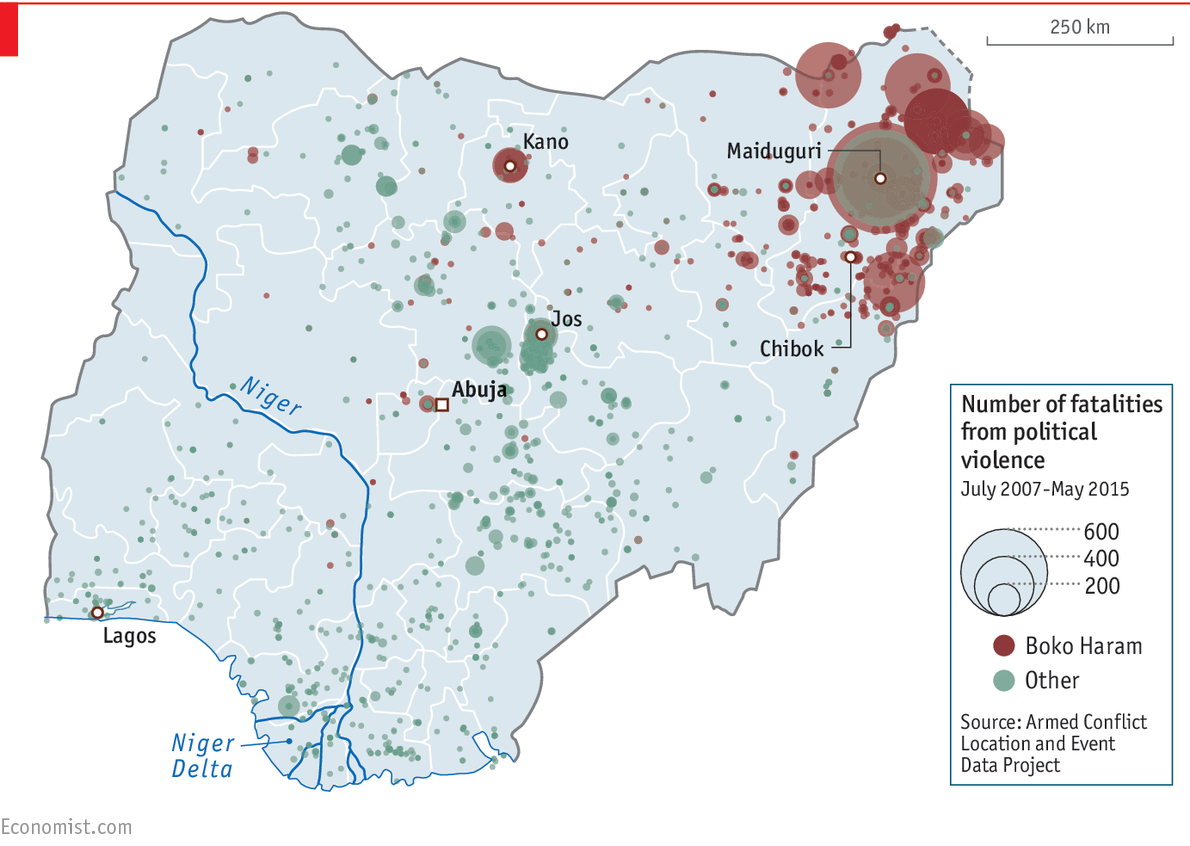 250 km
Kano
Maiduguri
Jos
Chibok
Abuja
Niger
Lagos
Niger
Delta
Number of fatalities
from political
violence
July 2007-May 2015
600
400
200
Boko Haram
Other
Source: Armed Conflict
Location and Event
Data Project
Economist.com